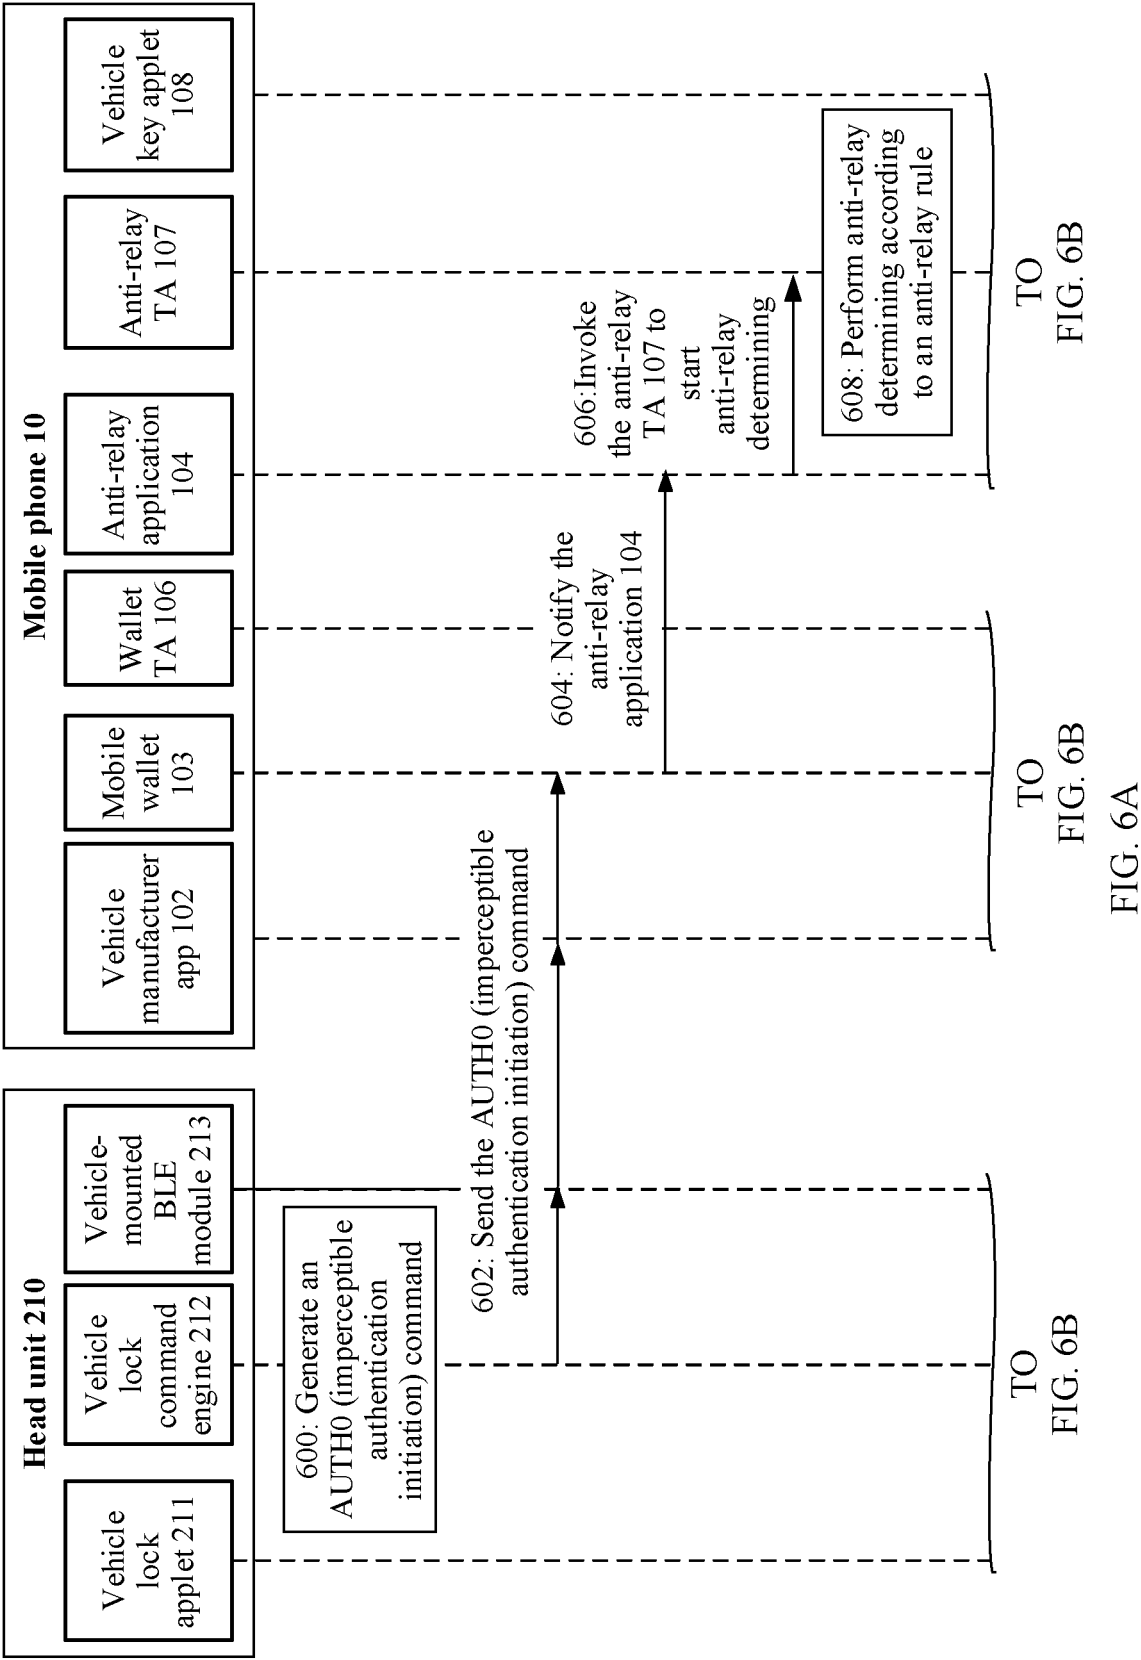 Head unit 210
Mobile phone 10
Vehicle
lock
applet 211
Vehicle
lock
command
engine 212
Vehicle-
mounted
BLE
module 213
Vehicle
manufacturer
app 102
Mobile
wallet
103
Wallet
TA 106
Anti-relay
application
104
Anti-relay
TA 107
Vehicle
key applet
108
600: Generate an
AUTH0 (imperceptible
authentication
initiation) command
602: Send the AUTH0 (imperceptible
authentication initiation) command
604: Notify the
anti-relay
application 104
606:Invoke
the anti-relay
TA 107 to
start
anti-relay
determining
608: Perform anti-relay
determining according
to an anti-relay rule
TO
FIG. 6B
TO
FIG. 6B
TO
FIG. 6B
FIG. 6A